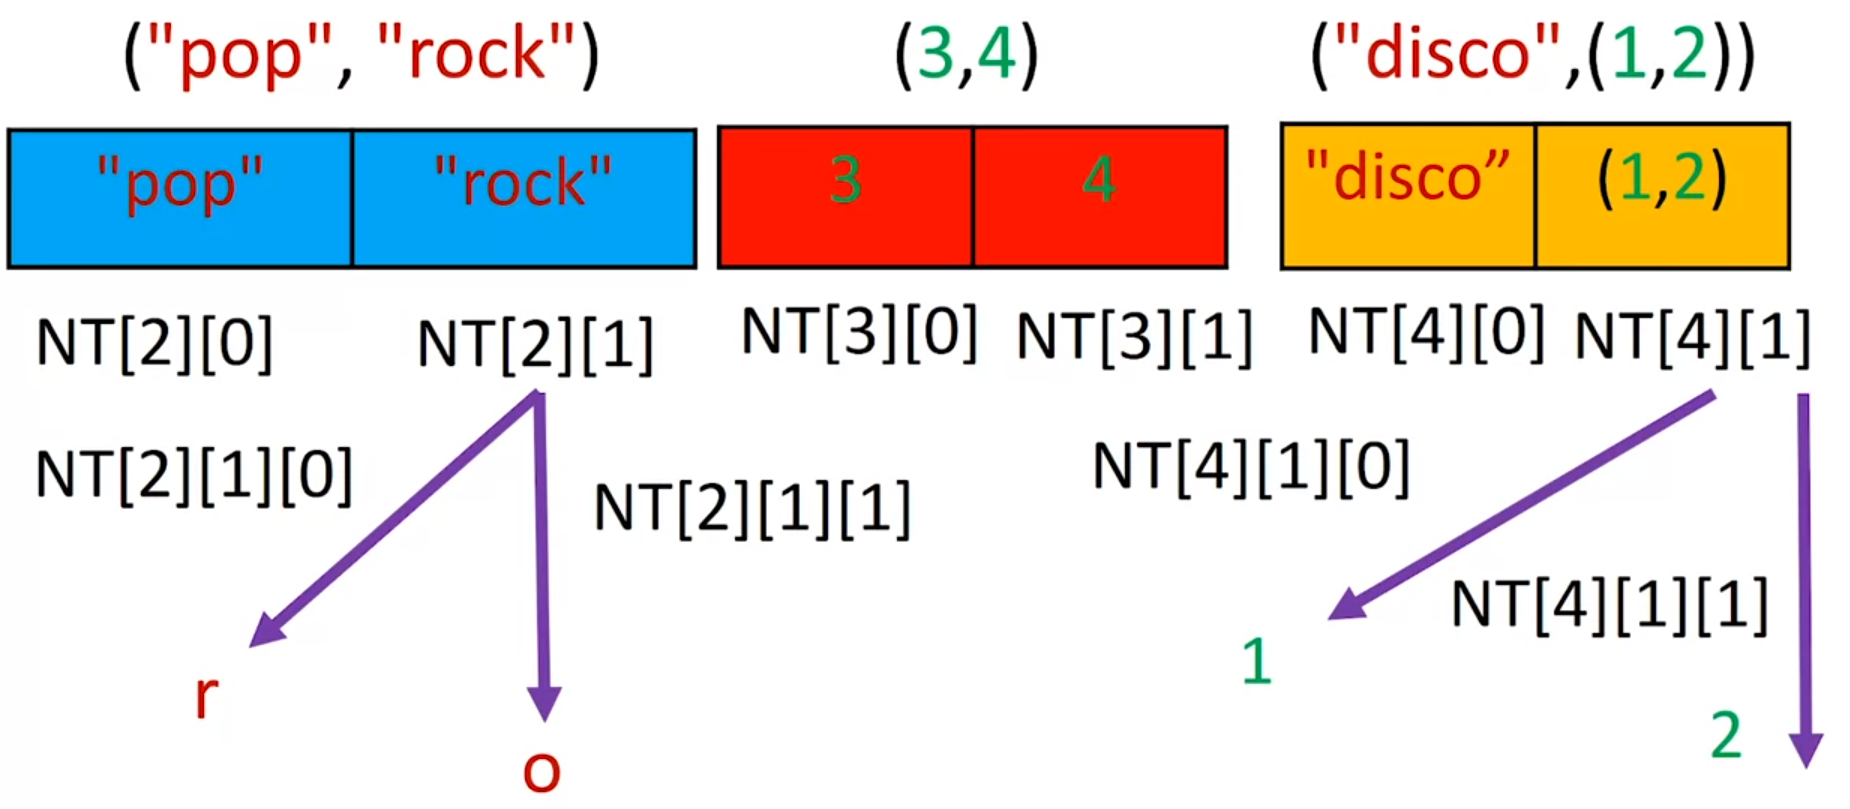 ("pop", "rock") (3,4) ("disco",(1,2))
"pop" "rock" 3 4 "disco” (1,2)
NT[2][0] NT[2][1] NT[3][0] NT[3][1] NT[4][0] NT[4][1]
NT[2][1][0] NT[2][1][1] NT[4][1][0]
NT[4][1][1]
r 1
o 2